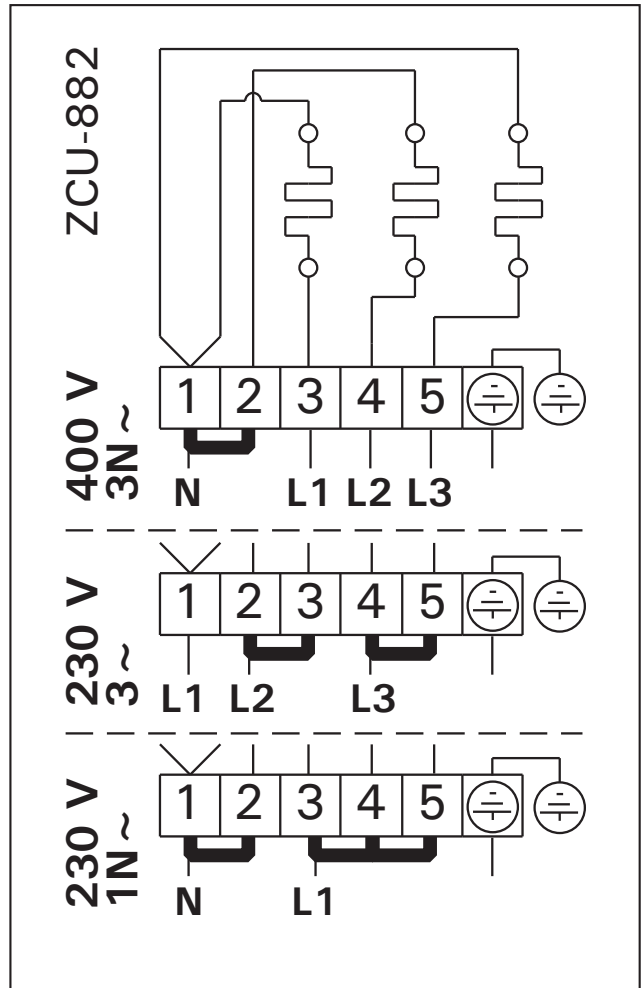 ZCU-882
400 V
3N ~
1 2 3 4 5
N L1 L2 L3
230 V
3 ~
1 2 3 4 5
L1 L2 L3
230 V
1N ~
1 2 3 4 5
N L1